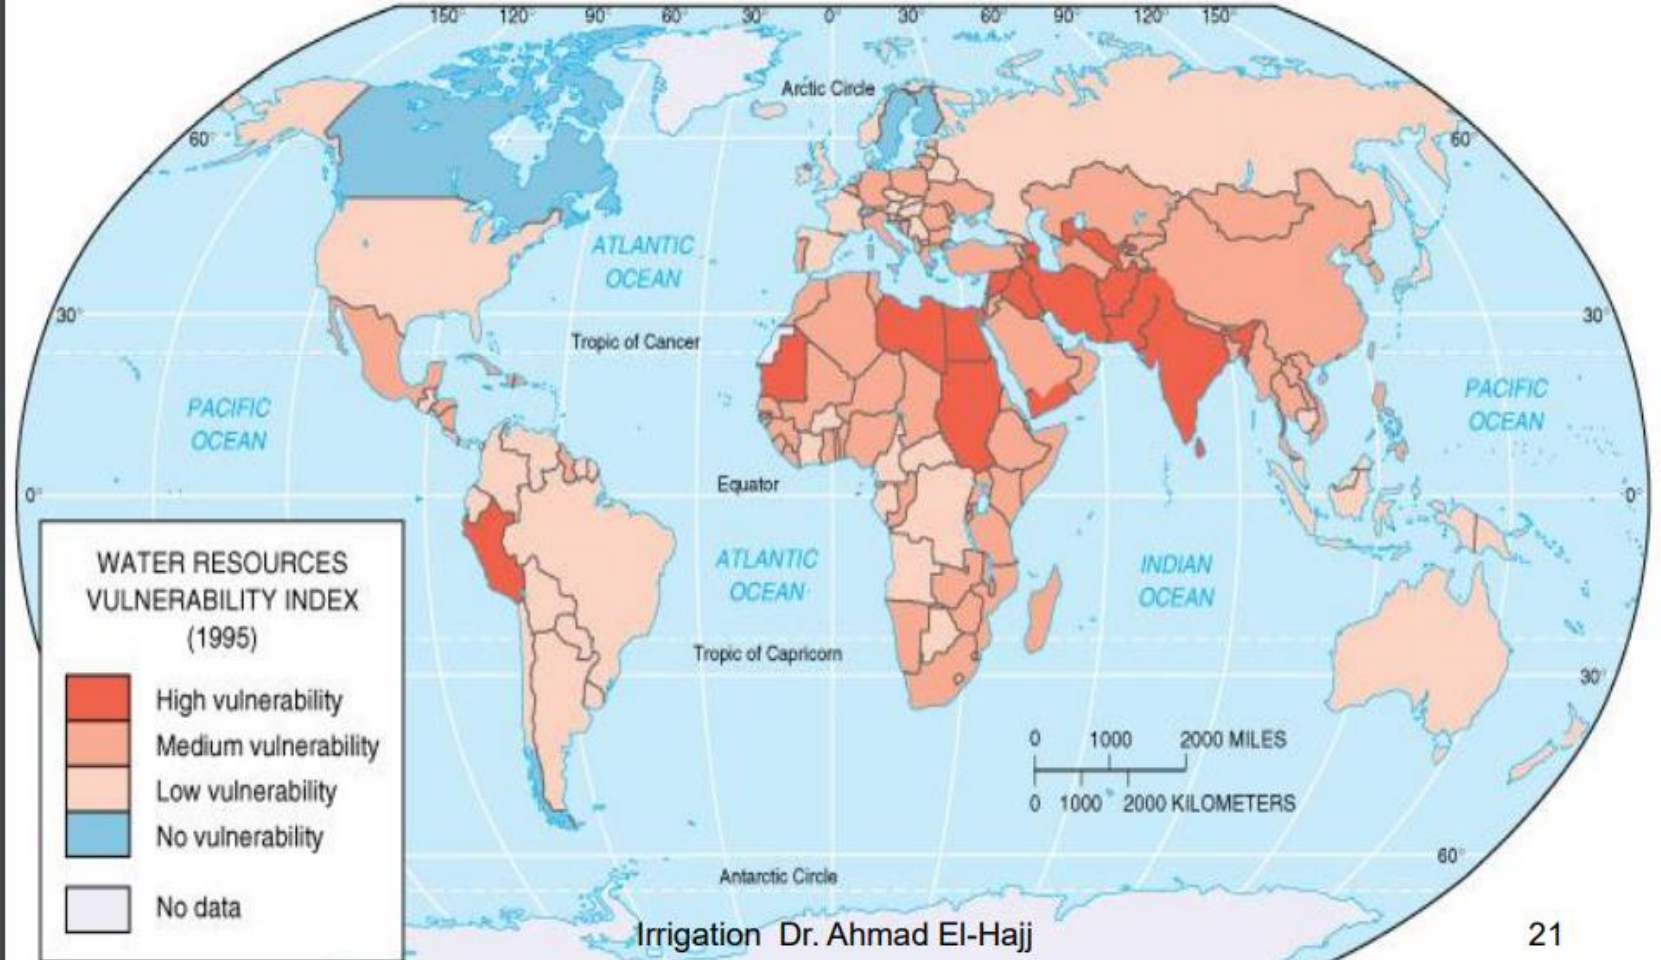 150° 120° 90° 60° 30° 0° 30° 60° 90° 120° 150°
Arctic Circle
60° 60°
ATLANTIC
OCEAN
30° 30°
Tropic of Cancer
PACIFIC
OCEAN
PACIFIC
OCEAN
Equator
0° 0°
WATER RESOURCES
VULNERABILITY INDEX
(1995)
High vulnerability
Medium vulnerability
Low vulnerability
No vulnerability
No data
ATLANTIC
OCEAN
INDIAN
OCEAN
Tropic of Capricorn
30°
0 1000 2000 MILES
0 1000 2000 KILOMETERS
60°
Antarctic Circle
Irrigation Dr. Ahmad El-Hajj
21